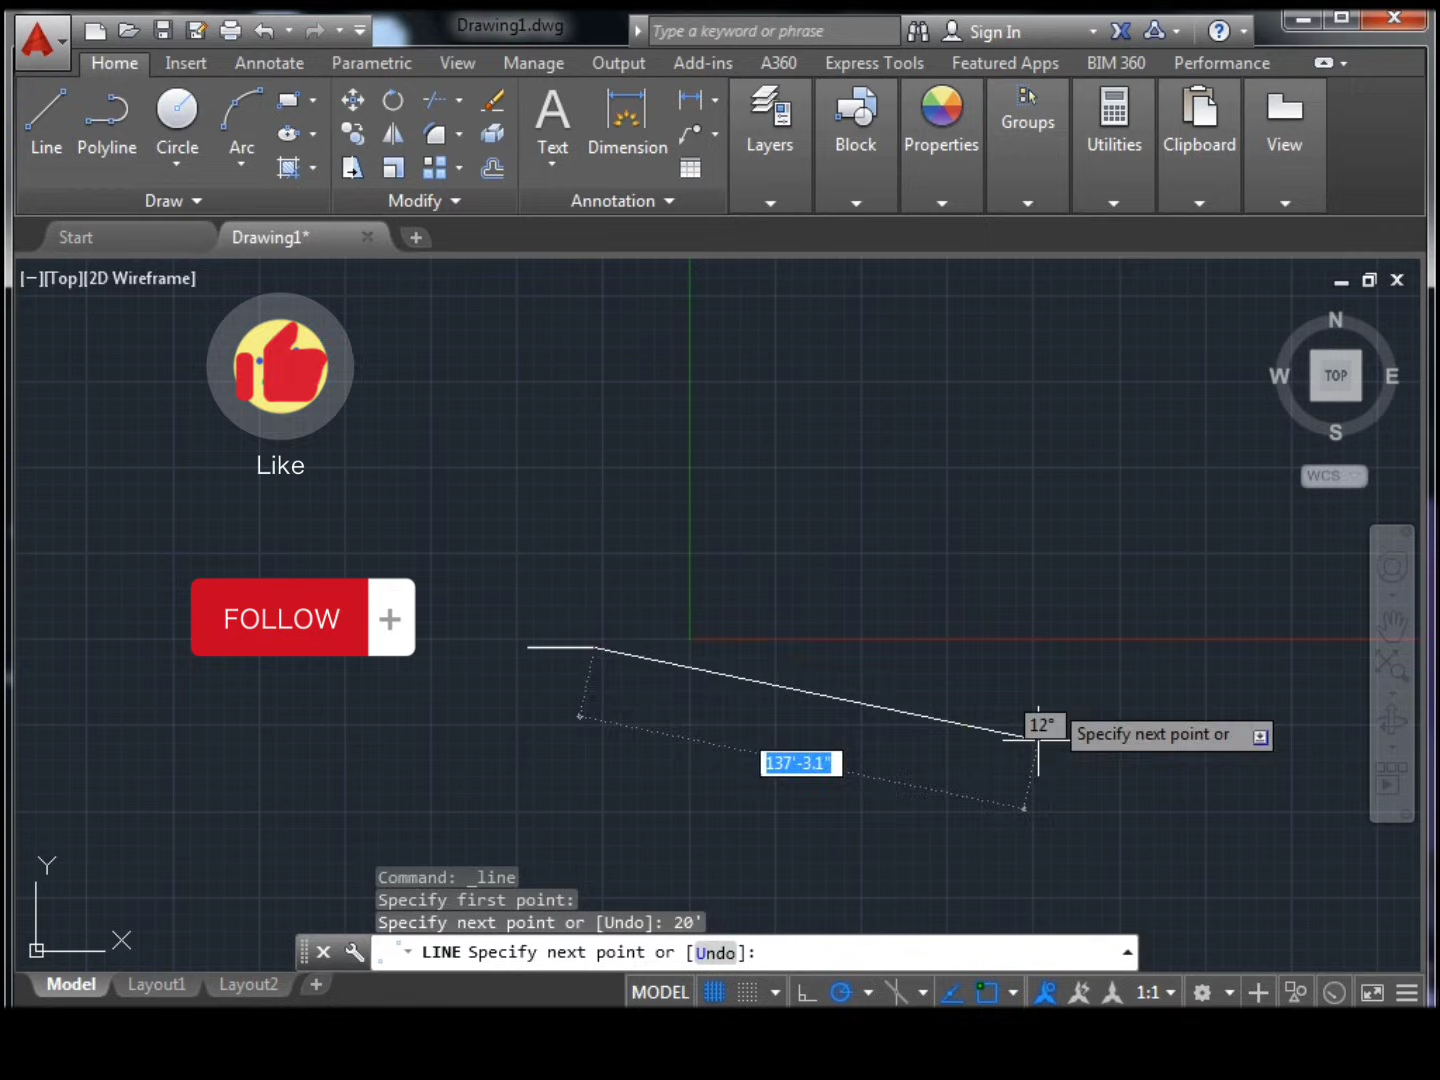 Drawing1.dwg
Type a keyword or phrase
Sign In
Home Insert Annotate Parametric View Manage Output Add-ins A360 Express Tools Featured Apps BIM 360 Performance
Line Polyline Circle Arc
Text Dimension
Layers Block Properties Groups Utilities Clipboard View
Draw Modify Annotation
Start Drawing1*
[−][Top][2D Wireframe]
N
W TOP E
S
WCS
Like
FOLLOW +
12°
Specify next point or
137'-3.1"
Y
X
Command: _line
Specify first point:
Specify next point or [Undo]: 20'
LINE Specify next point or [Undo]:
Model Layout1 Layout2 +
MODEL 1:1